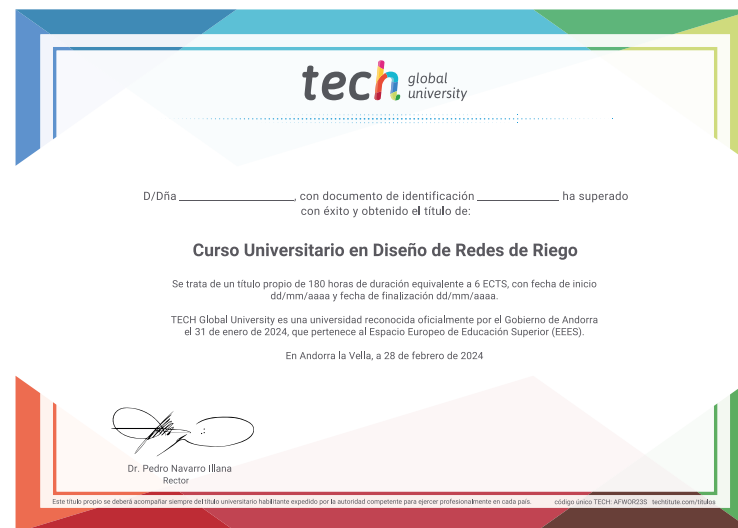 tech global university
D/Dña ____________________, con documento de identificación ______________ ha superado
con éxito y obtenido el título de:
Curso Universitario en Diseño de Redes de Riego
Se trata de un título propio de 180 horas de duración equivalente a 6 ECTS, con fecha de inicio
dd/mm/aaaa y fecha de finalización dd/mm/aaaa.
TECH Global University es una universidad reconocida oficialmente por el Gobierno de Andorra
el 31 de enero de 2024, que pertenece al Espacio Europeo de Educación Superior (EEES).
En Andorra la Vella, a 28 de febrero de 2024
Dr. Pedro Navarro Illana
Rector
Este título propio se deberá acompañar siempre del título universitario habilitante expedido por la autoridad competente para ejercer profesionalmente en cada país. código único TECH: AFWOR23S techtitute.com/titulos